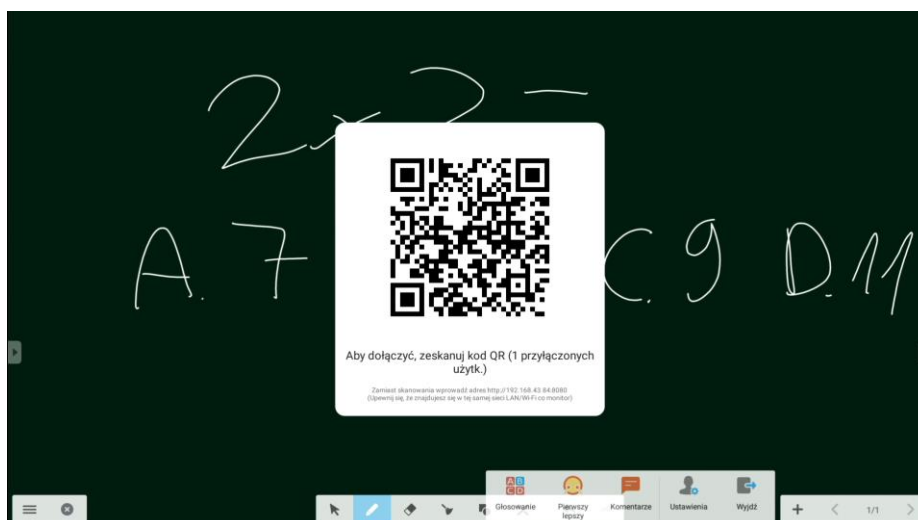 2 x 2 =
A. 7 C. 9 D. 11
Aby dołączyć, zeskanuj kod QR (1 przyłączonych
użytk.)
Zamiast skanowania wprowadź adres http://192.168.43.84:8080
(Upewnij się, że znajdujesz się w tej samej sieci LAN/Wi-Fi co monitor)
Głosowanie Pierwszy lepszy Komentarze Ustawienia Wyjdź 1/1